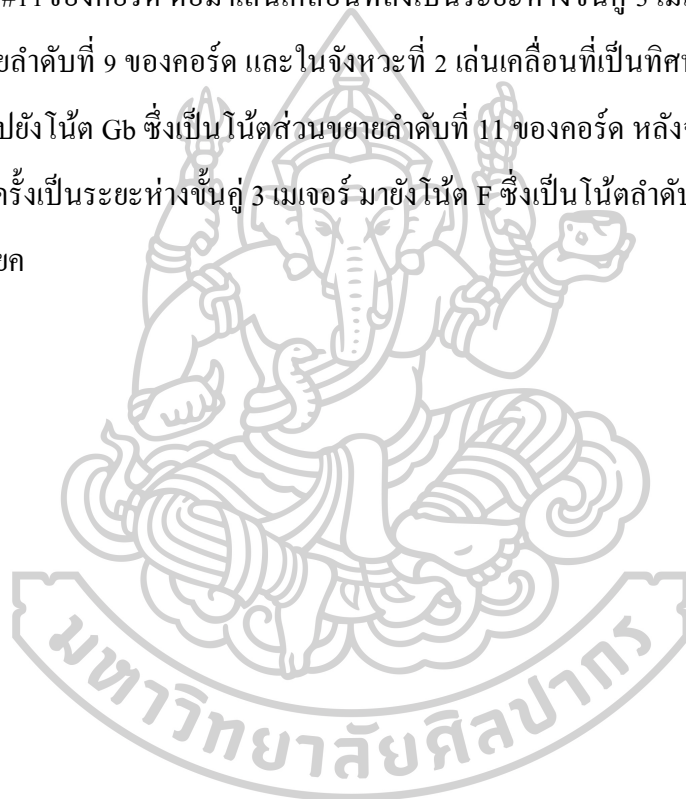 #11 ของคอร์ด ต่อมาเล่นเคลื่อนที่ลงเป็นระยะห่างขั้นคู่ 3 เมเ
ยลำดับที่ 9 ของคอร์ด และในจังหวะที่ 2 เล่นเคลื่อนที่เป็นทิศท
ปยังโน้ต Gb ซึ่งเป็นโน้ตส่วนขยายลำดับที่ 11 ของคอร์ด หลังจ
ครั้งเป็นระยะห่างขั้นคู่ 3 เมเจอร์ มายังโน้ต F ซึ่งเป็นโน้ตลำดับ
ยค
มหาวิทยาลัยศิลปากร